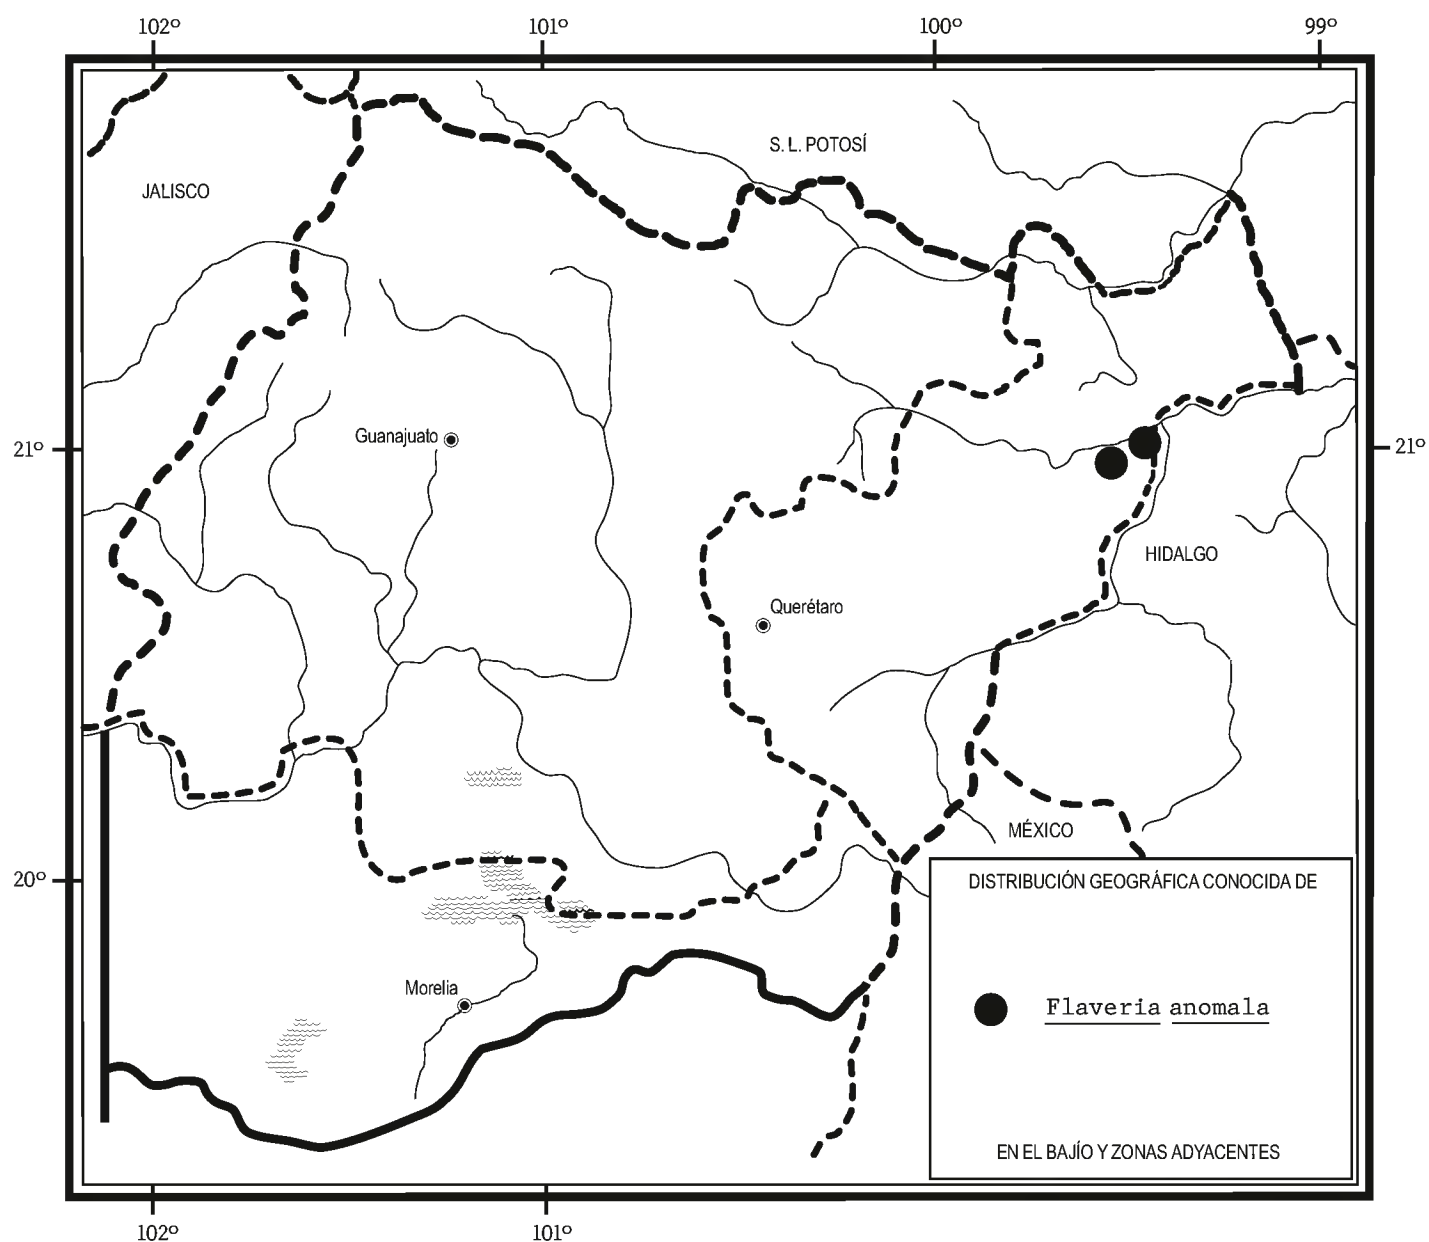 102º 101º 100º 99º
S. L. POTOSÍ
JALISCO
Guanajuato
21º 21º
HIDALGO
Querétaro
MÉXICO
20º
DISTRIBUCIÓN GEOGRÁFICA CONOCIDA DE
Morelia
Flaveria anomala
EN EL BAJÍO Y ZONAS ADYACENTES
102º 101º